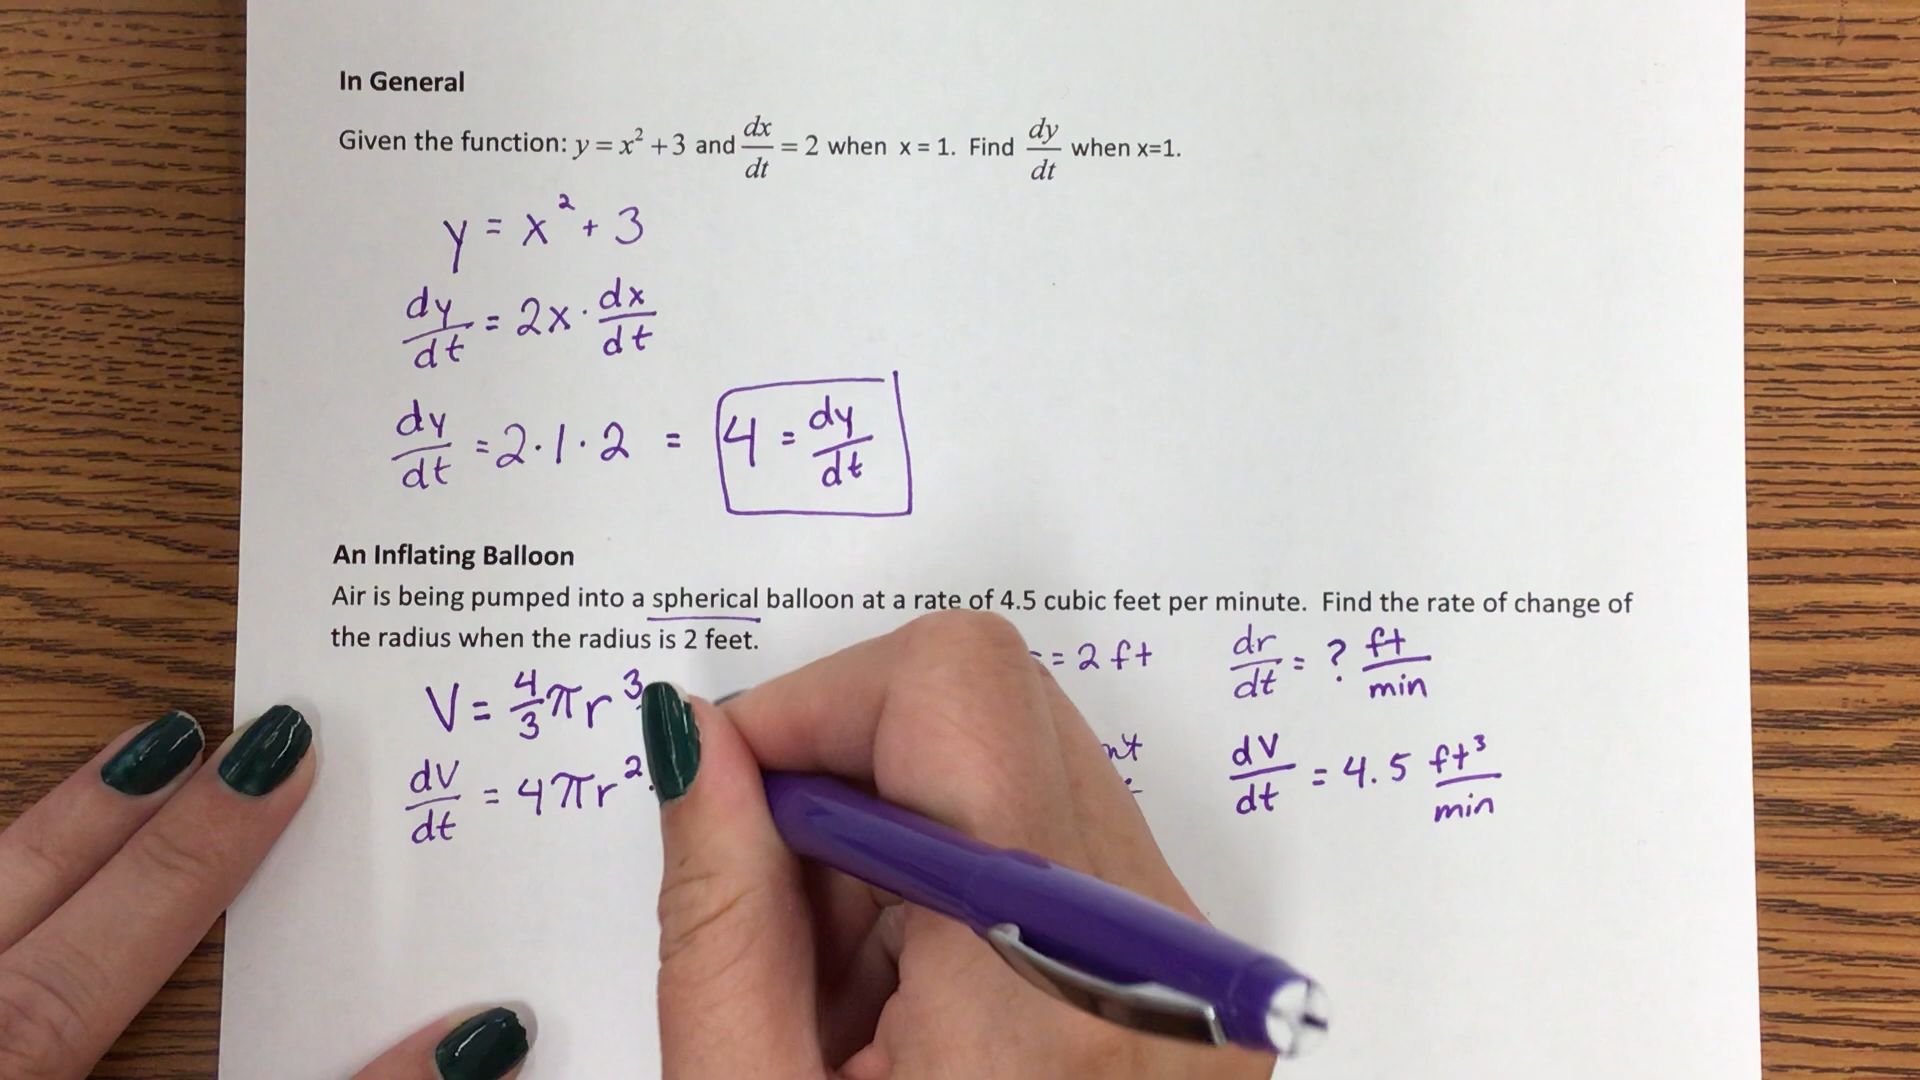 In General
Given the function: y = x² + 3 and dx/dt = 2 when x = 1. Find dy/dt when x=1.
y = x² + 3
dy/dt = 2x · dx/dt
dy/dt = 2 · 1 · 2 = 4 = dy/dt
An Inflating Balloon
Air is being pumped into a spherical balloon at a rate of 4.5 cubic feet per minute. Find the rate of change of
the radius when the radius is 2 feet.
= 2 ft dr/dt = ? ft/min
V = 4/3 πr³
dV/dt = 4.5 ft³/min
dV/dt = 4πr² ·